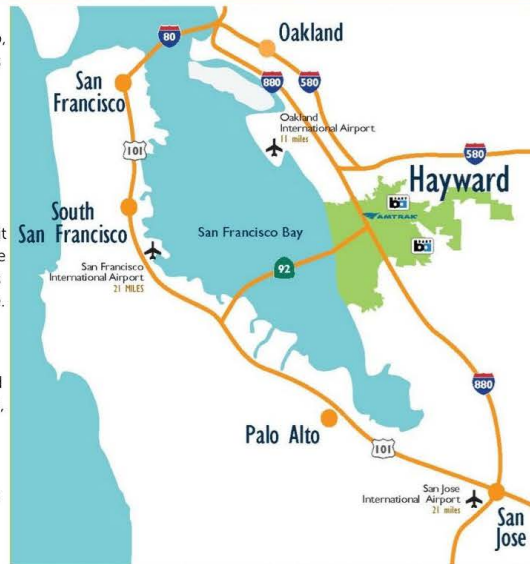 80
Oakland
San
Francisco
880
580
Oakland
International Airport
11 miles
101
580
Hayward
ba
AMTRAK
South
San Francisco
San Francisco Bay
ba
San Francisco
International Airport
21 MILES
92
880
Palo Alto
101
San Jose
International Airport
21 miles
San
Jose